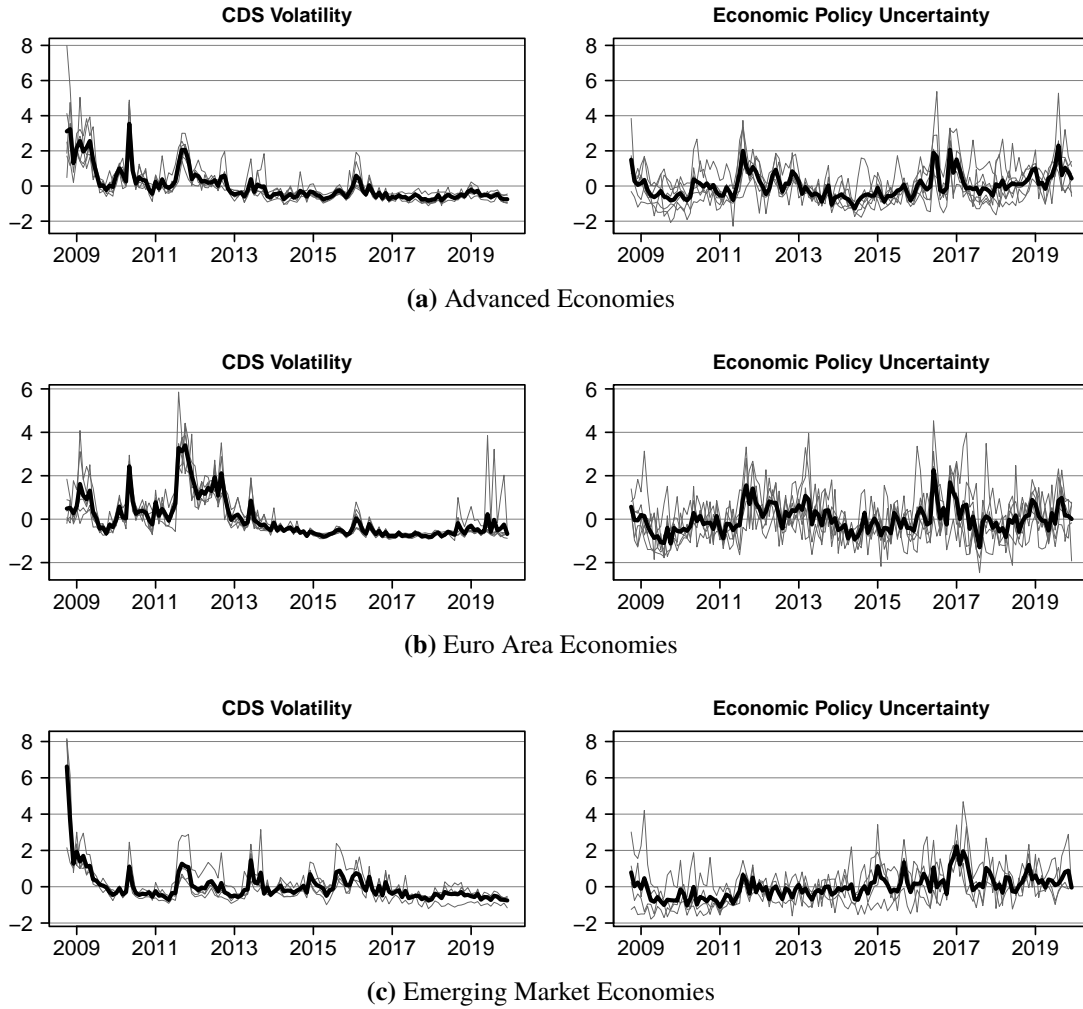 CDS Volatility
Economic Policy Uncertainty
8
6
4
2
0
−2
2009 2011 2013 2015 2017 2019
8
6
4
2
0
−2
2009 2011 2013 2015 2017 2019
(a) Advanced Economies
CDS Volatility
Economic Policy Uncertainty
6
4
2
0
−2
2009 2011 2013 2015 2017 2019
6
4
2
0
−2
2009 2011 2013 2015 2017 2019
(b) Euro Area Economies
CDS Volatility
Economic Policy Uncertainty
8
6
4
2
0
−2
2009 2011 2013 2015 2017 2019
8
6
4
2
0
−2
2009 2011 2013 2015 2017 2019
(c) Emerging Market Economies